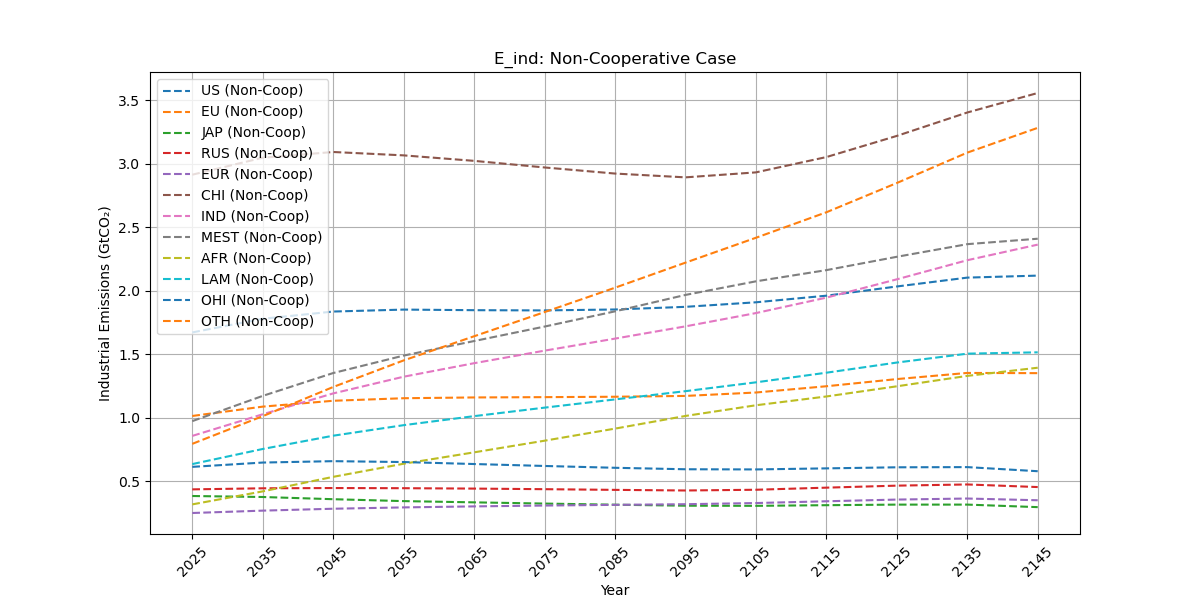 E_ind: Non-Cooperative Case
US (Non-Coop)
EU (Non-Coop)
JAP (Non-Coop)
RUS (Non-Coop)
EUR (Non-Coop)
CHI (Non-Coop)
IND (Non-Coop)
MEST (Non-Coop)
AFR (Non-Coop)
LAM (Non-Coop)
OHI (Non-Coop)
OTH (Non-Coop)
Industrial Emissions (GtCO₂)
3.5
3.0
2.5
2.0
1.5
1.0
0.5
2025 2035 2045 2055 2065 2075 2085 2095 2105 2115 2125 2135 2145
Year